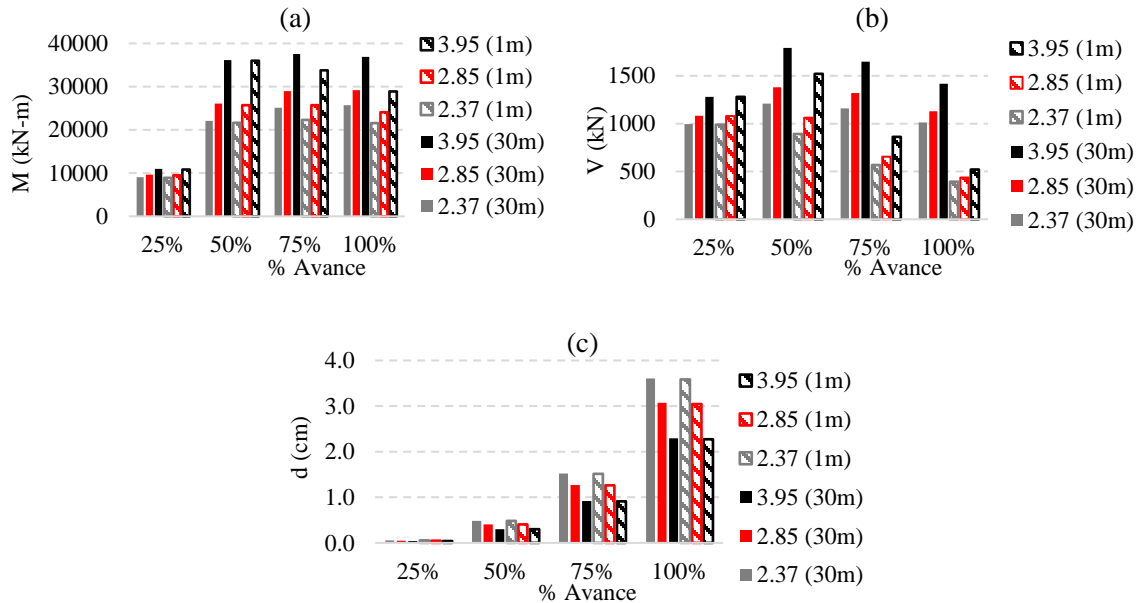 (a)
M (kN-m)
40000
30000
20000
10000
0
25% 50% 75% 100%
% Avance
3.95 (1m)
2.85 (1m)
2.37 (1m)
3.95 (30m)
2.85 (30m)
2.37 (30m)
(b)
V (kN)
1500
1000
500
0
25% 50% 75% 100%
% Avance
3.95 (1m)
2.85 (1m)
2.37 (1m)
3.95 (30m)
2.85 (30m)
2.37 (30m)
(c)
d (cm)
4.0
3.0
2.0
1.0
0.0
25% 50% 75% 100%
% Avance
3.95 (1m)
2.85 (1m)
2.37 (1m)
3.95 (30m)
2.85 (30m)
2.37 (30m)